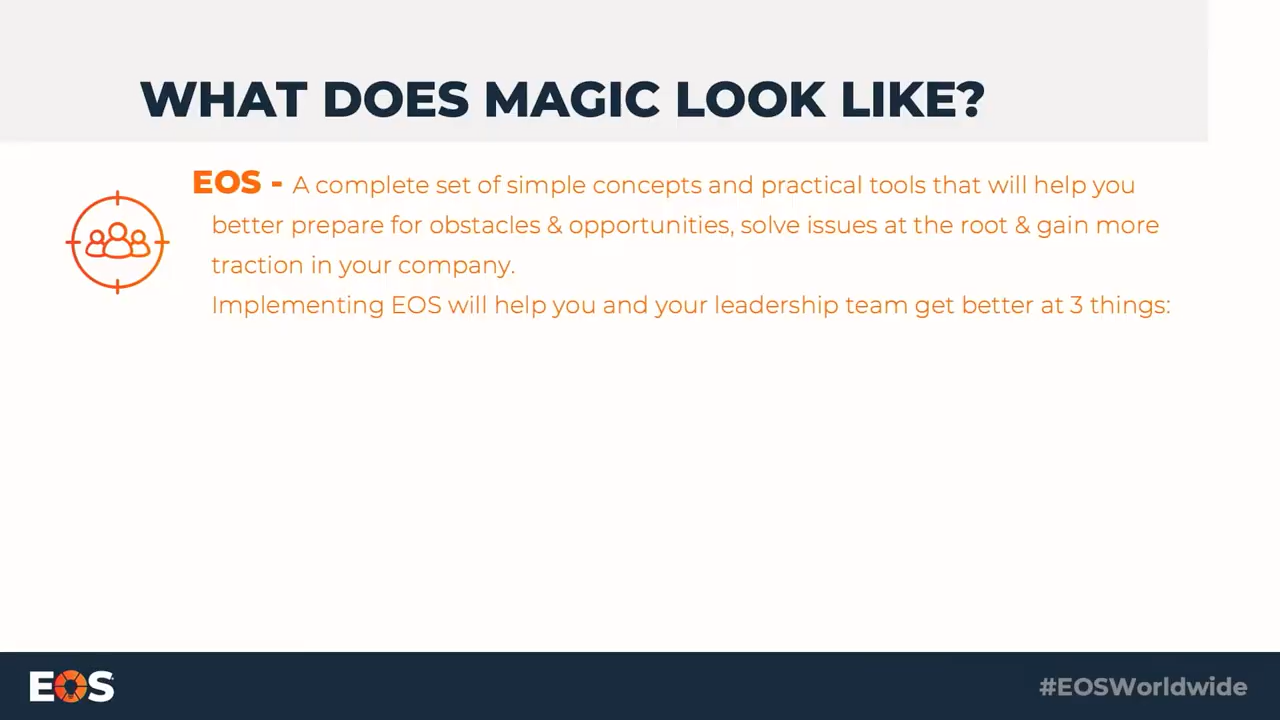 WHAT DOES MAGIC LOOK LIKE?
EOS - A complete set of simple concepts and practical tools that will help you
better prepare for obstacles & opportunities, solve issues at the root & gain more
traction in your company.
Implementing EOS will help you and your leadership team get better at 3 things:
EOS
#EOSWorldwide